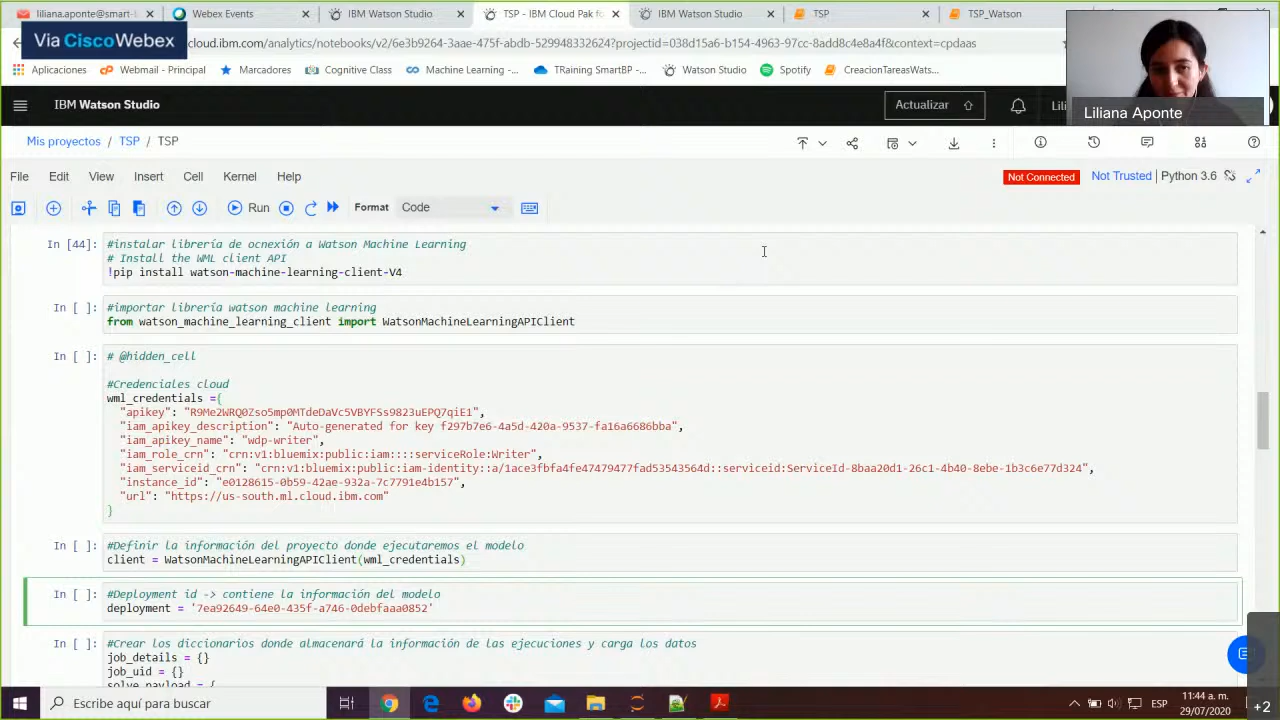 liliana.aponte@smart-t
Webex Events
IBM Watson Studio
TSP - IBM Cloud Pak fo
IBM Watson Studio
TSP
TSP_Watson
Via CiscoWebex
cloud.ibm.com/analytics/notebooks/v2/6e3b9264-3aae-475f-abdb-529948332624?projectid=038d15a6-b154-4963-97cc-8add8c4e8a4f&context=cpdaas
Aplicaciones
Webmail - Principal
Marcadores
Cognitive Class
Machine Learning -...
TRaining SmartBP -...
Watson Studio
Spotify
CreacionTareasWats...
IBM Watson Studio
Actualizar
Lili
Liliana Aponte
Mis proyectos / TSP / TSP
File Edit View Insert Cell Kernel Help
Not Connected
Not Trusted | Python 3.6
Run
Format
Code
In [44]:
#instalar librería de ocnexión a Watson Machine Learning
# Install the WML client API
!pip install watson-machine-learning-client-V4
In [ ]:
#importar librería watson machine learning
from watson_machine_learning_client import WatsonMachineLearningAPIClient
In [ ]:
# @hidden_cell
#Credenciales cloud
wml_credentials ={
"apikey": "R9Me2WRQ0Zso5mp0MTdeDaVc5VBYFSs9823uEPQ7qiE1",
"iam_apikey_description": "Auto-generated for key f297b7e6-4a5d-420a-9537-fa16a6686bba",
"iam_apikey_name": "wdp-writer",
"iam_role_crn": "crn:v1:bluemix:public:iam::::serviceRole:Writer",
"iam_serviceid_crn": "crn:v1:bluemix:public:iam-identity::a/1ace3fbfa4fe47479477fad53543564d::serviceid:ServiceId-8baa20d1-26c1-4b40-8ebe-1b3c6e77d324",
"instance_id": "e0128615-0b59-42ae-932a-7c7791e4b157",
"url": "https://us-south.ml.cloud.ibm.com"
}
In [ ]:
#Definir la información del proyecto donde ejecutaremos el modelo
client = WatsonMachineLearningAPIClient(wml_credentials)
In [ ]:
#Deployment id -> contiene la información del modelo
deployment = '7ea92649-64e0-435f-a746-0debfaaa0852'
In [ ]:
#Crear los diccionarios donde almacenará la información de las ejecuciones y carga los datos
job_details = {}
job_uid = {}
solve_payload = {
Escribe aquí para buscar
ESP
11:44 a. m.
29/07/2020
+2